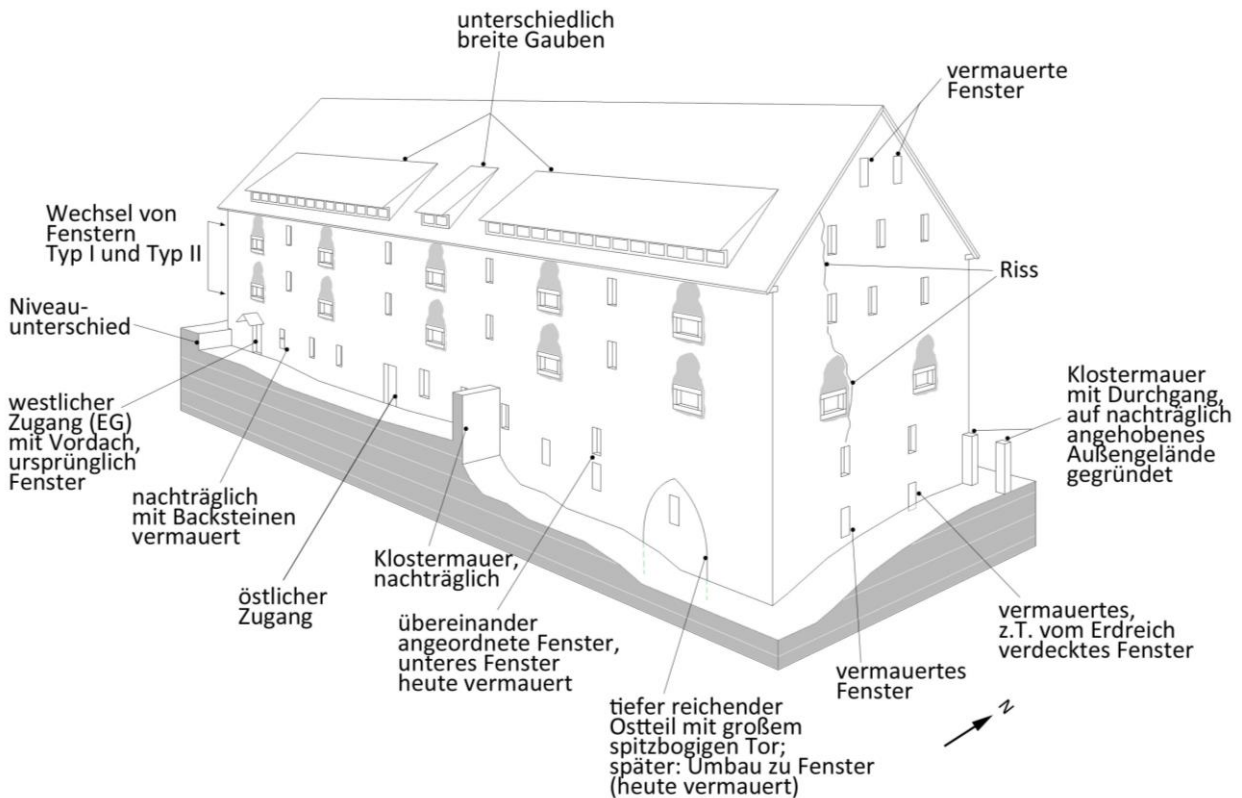 unterschiedlich
breite Gauben
vermauerte
Fenster
Wechsel von
Fenstern
Typ I und Typ II
Riss
Niveau-
unterschied
westlicher
Zugang (EG)
mit Vordach,
ursprünglich
Fenster
nachträglich
mit Backsteinen
vermauert
östlicher
Zugang
Klostermauer,
nachträglich
übereinander
angeordnete Fenster,
unteres Fenster
heute vermauert
tiefer reichender
Ostteil mit großem
spitzbogigen Tor;
später: Umbau zu Fenster
(heute vermauert)
vermauertes
Fenster
vermauertes,
z.T. vom Erdreich
verdecktes Fenster
Klostermauer
mit Durchgang,
auf nachträglich
angehobenes
Außengelände
gegründet
N